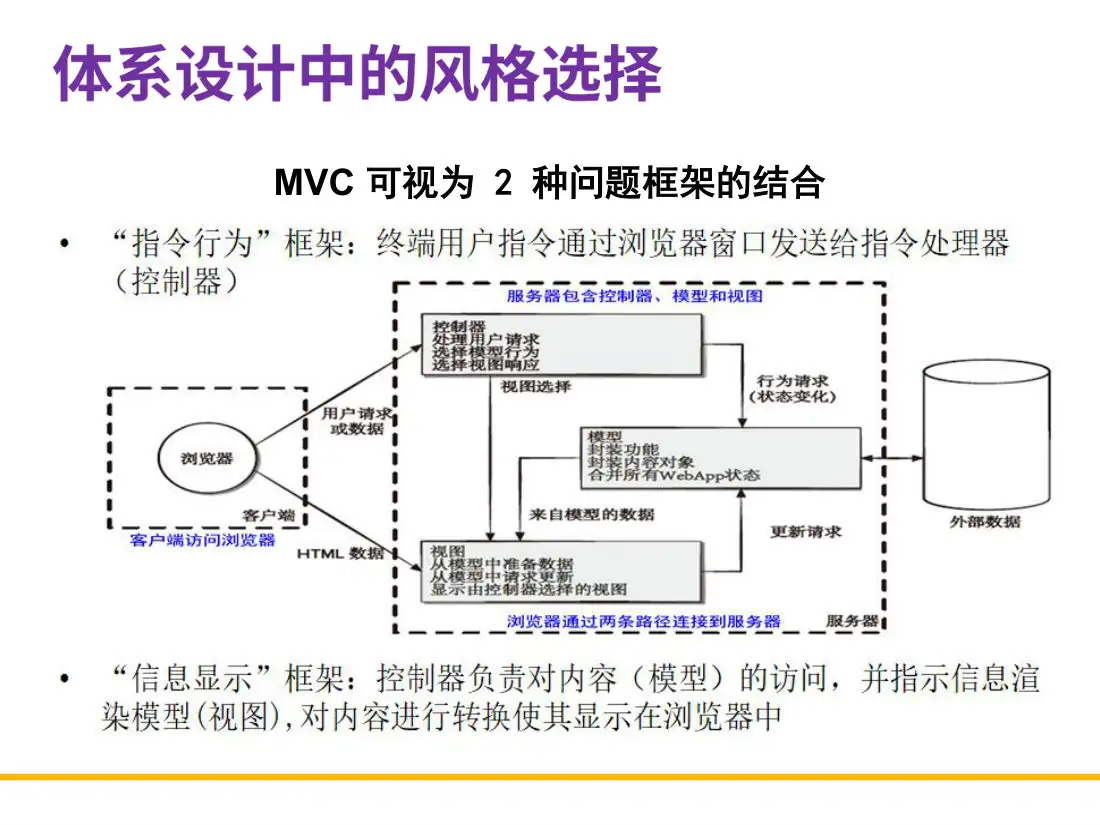 体系设计中的风格选择
MVC 可视为 2 种问题框架的结合
• “指令行为”框架：终端用户指令通过浏览器窗口发送给指令处理器
（控制器）
服务器包含控制器、模型和视图
控制器
处理用户请求
选择模型行为
选择视图响应
视图选择
行为请求
(状态变化)
用户请求
或数据
浏览器
模型
封装功能
封装内容对象
合并所有WebApp状态
客户端
客户端访问浏览器
来自模型的数据
更新请求
外部数据
HTML 数据
视图
从模型中准备数据
从模型中请求更新
显示由控制器选择的视图
浏览器通过两条路径连接到服务器
服务器
• “信息显示”框架：控制器负责对内容（模型）的访问，并指示信息渲
染模型(视图),对内容进行转换使其显示在浏览器中